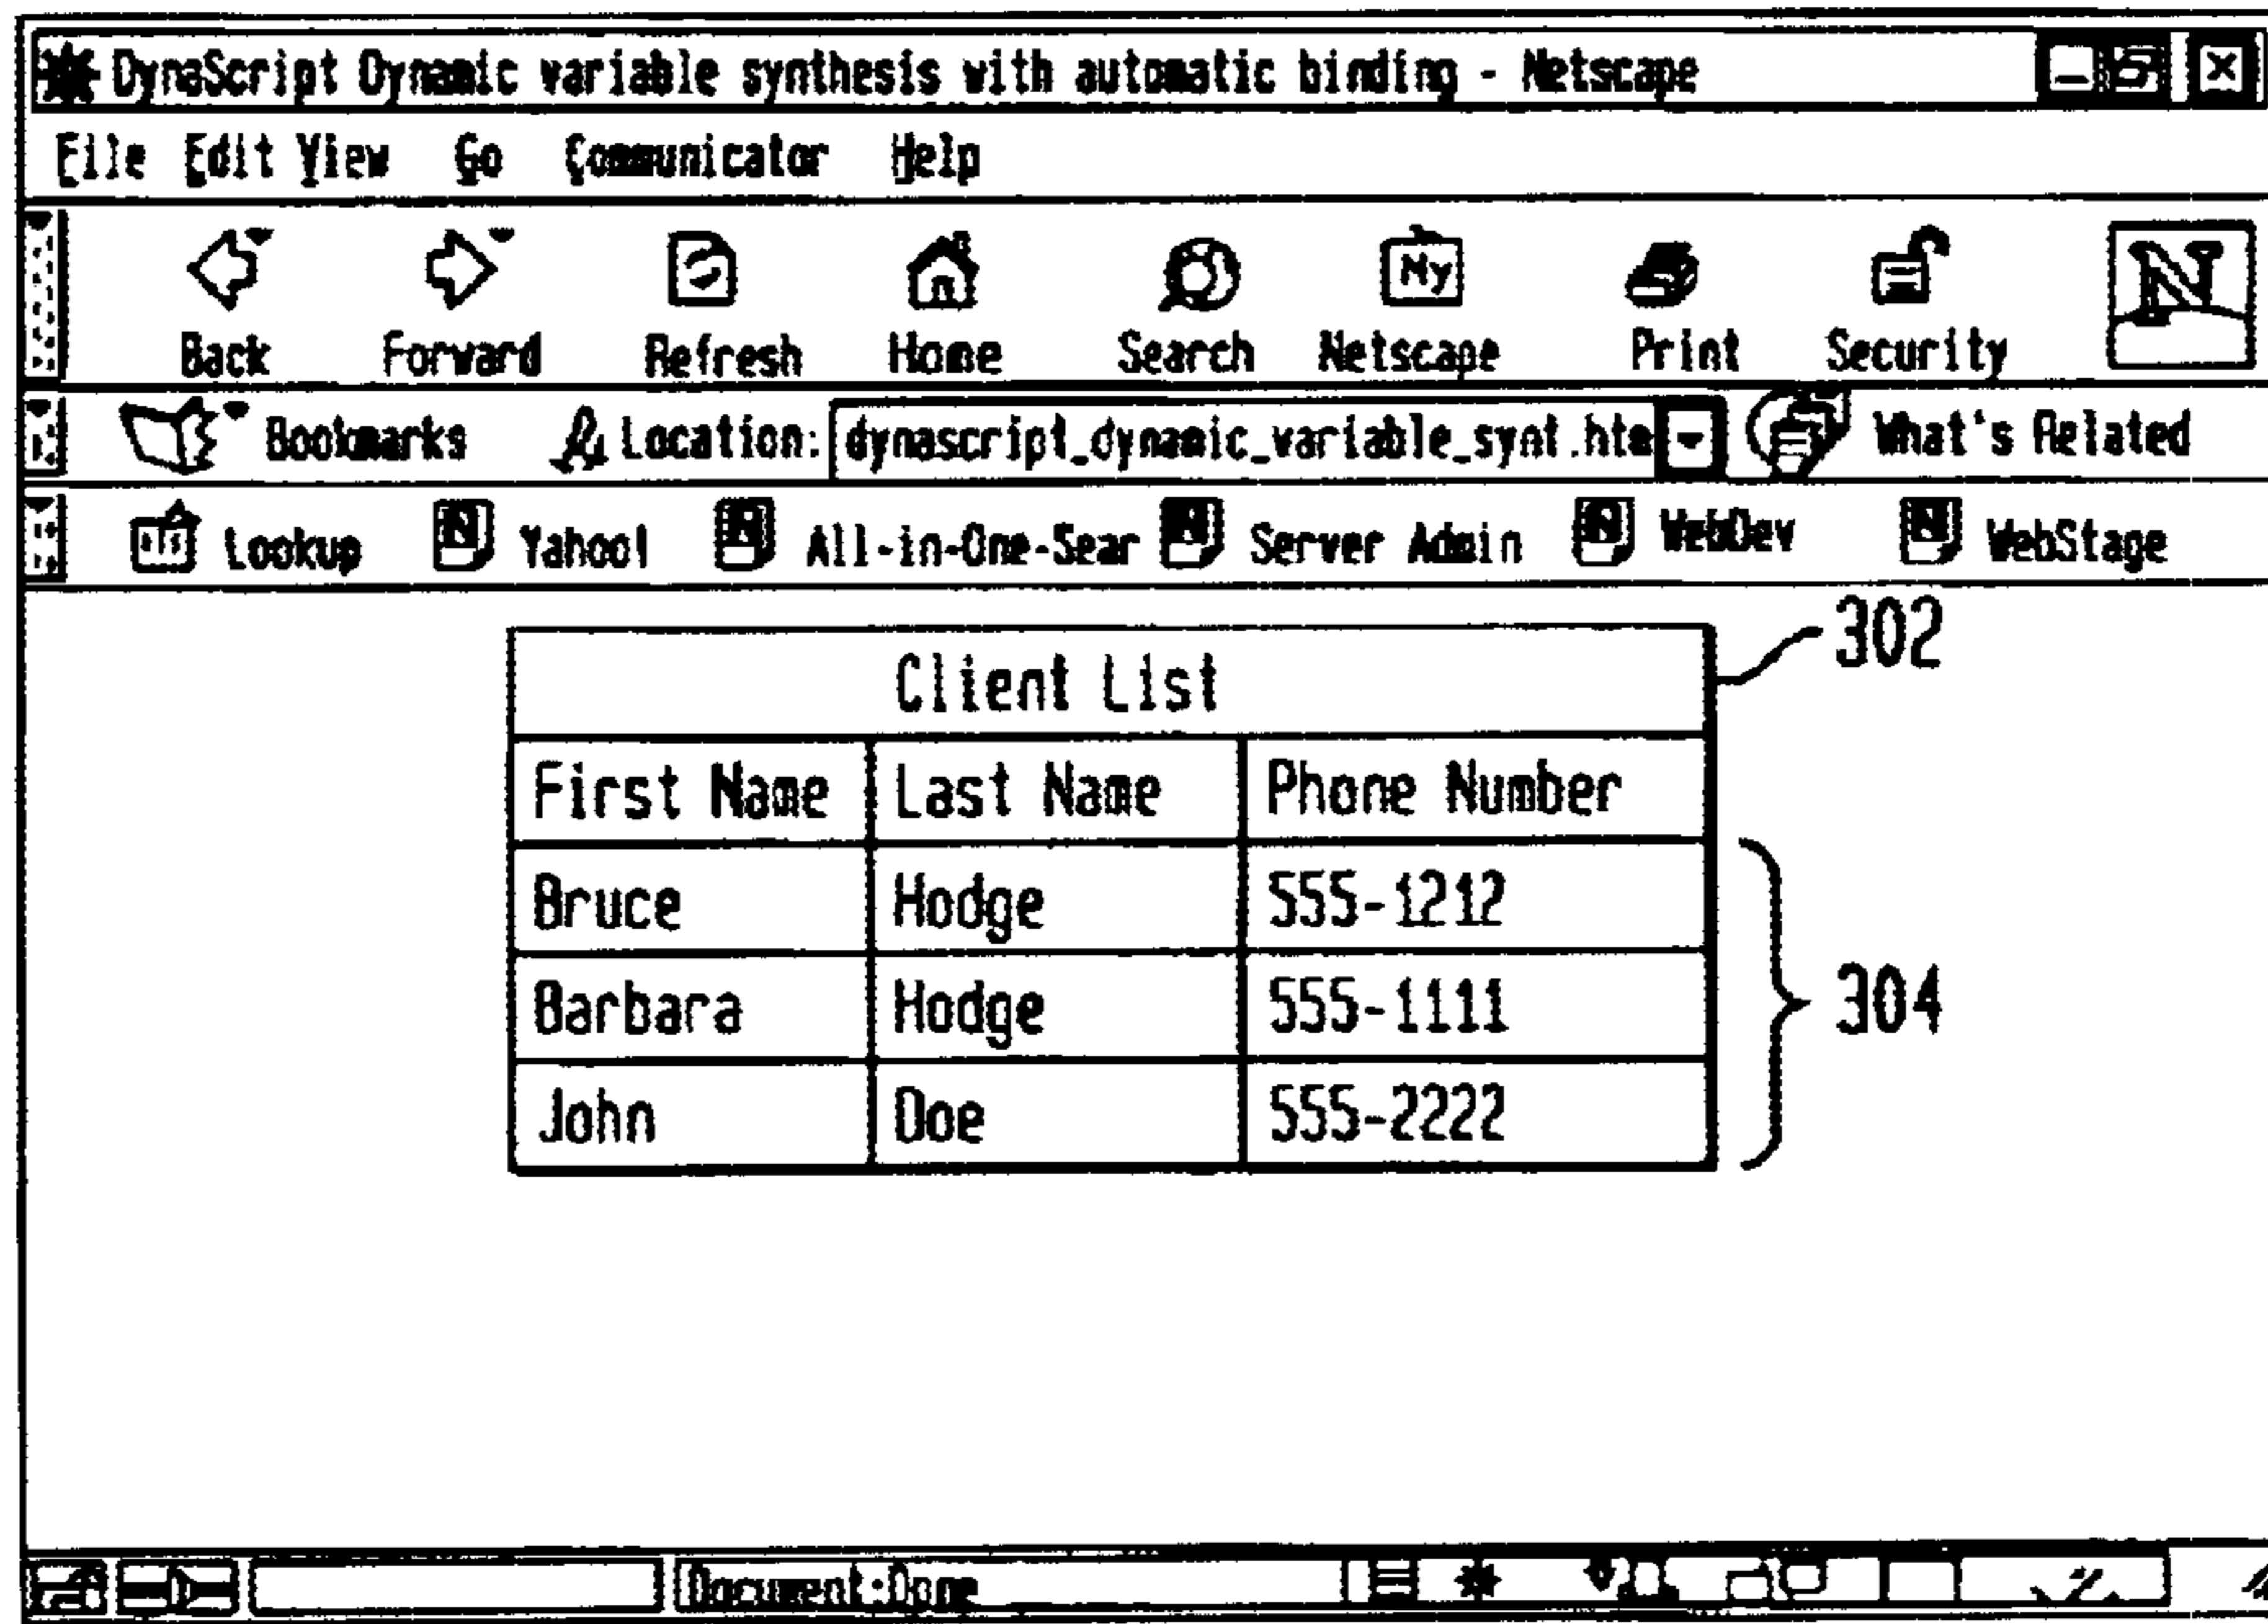 DynaScript Dynamic variable synthesis with automatic binding - Netscape
File Edit View Go Communicator Help
My
N
Back Forward Refresh Home Search Netscape Print Security
Bookmarks Location: dynascript_dynamic_variable_synt.htm What's Related
Lookup N Yahoo! N All-in-One-Sear N Server Admin N WebDev N WebStage
302
Client List
First Name Last Name Phone Number
Bruce Hodge 555-1212
Barbara Hodge 555-1111
304
John Doe 555-2222
Document:Done